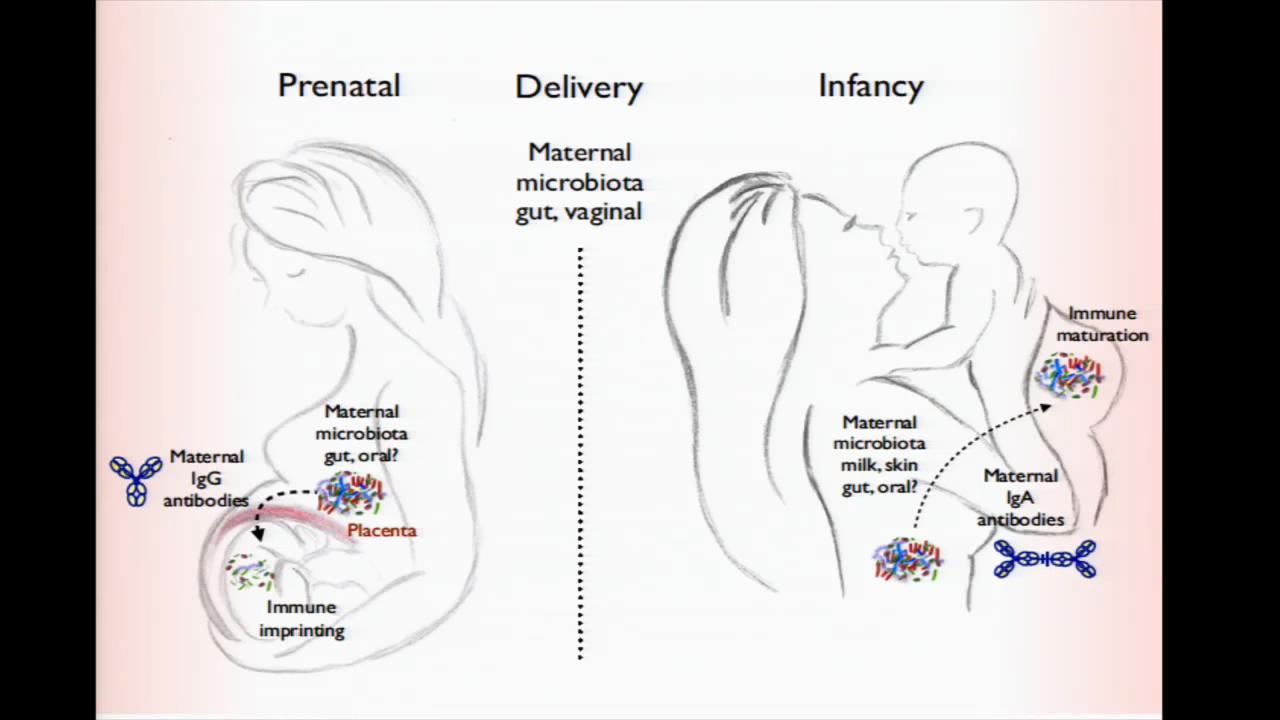 Prenatal
Delivery
Infancy
Maternal
microbiota
gut, vaginal
Maternal
microbiota
gut, oral?
Maternal
IgG
antibodies
Placenta
Immune
imprinting
Immune
maturation
Maternal
microbiota
milk, skin
gut, oral?
Maternal
IgA
antibodies